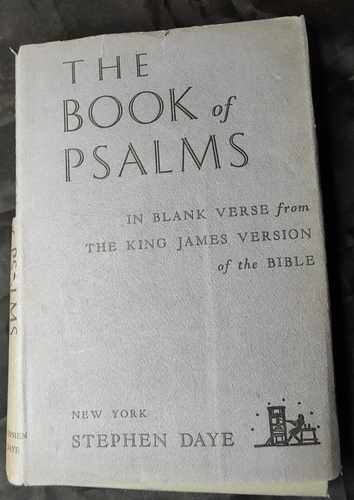 THE
BOOK of
PSALMS
IN BLANK VERSE from
THE KING JAMES VERSION
of the BIBLE
NEW YORK
STEPHEN DAYE
PSALMS
STEPHEN
DAYE